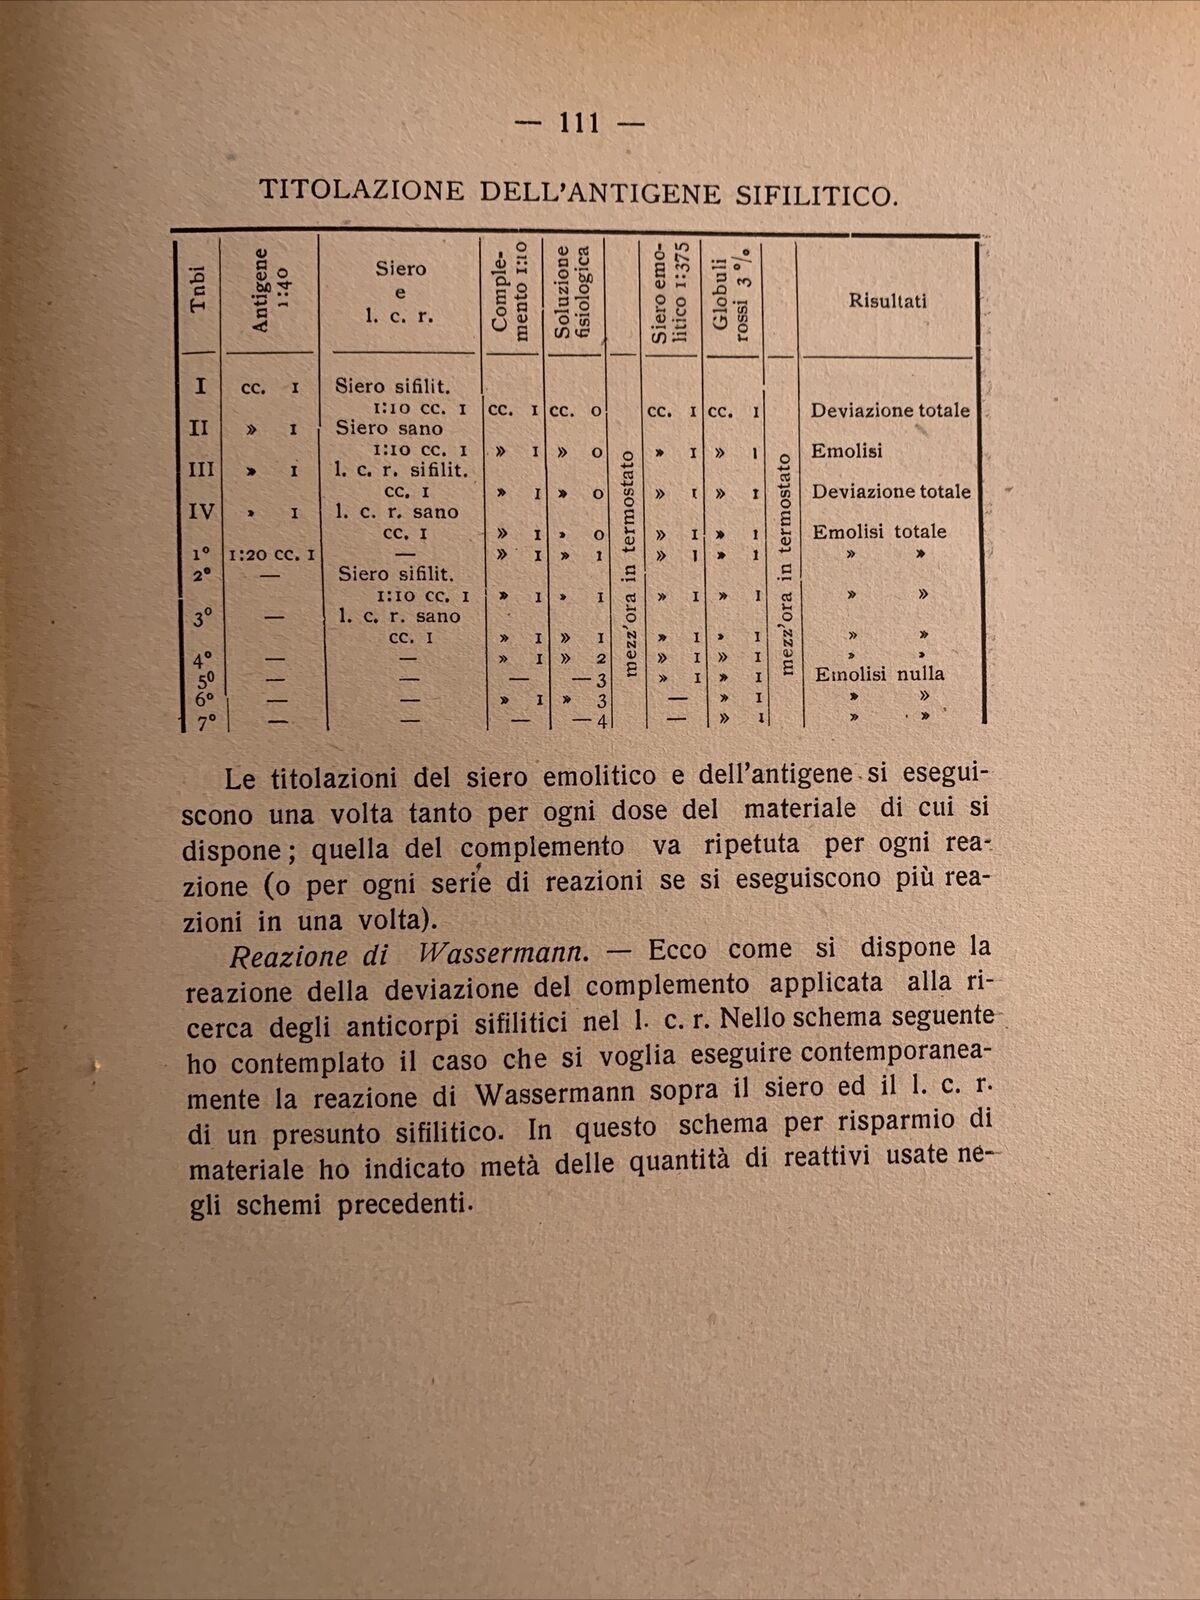 — 111 —
TITOLAZIONE DELL'ANTIGENE SIFILITICO.
Tnbi | Antigene 1:40 | Siero e l. c. r. | Comple-mento 1:10 | Soluzione fisiologica | mezz'ora in termostato | Siero emo-litico 1:375 | Globuli rossi 3 % | mezz'ora in termostato | Risultati
I cc. 1 Siero sifilit.
1:10 cc. 1 cc. 1 cc. 0 cc. 1 cc. 1 Deviazione totale
II » 1 Siero sano
1:10 cc. 1 » 1 » 0 » 1 » 1 Emolisi
III » 1 l. c. r. sifilit.
cc. 1 » 1 » 0 » 1 » 1 Deviazione totale
IV » 1 l. c. r. sano
cc. 1 » 1 » 0 » 1 » 1 Emolisi totale
1º 1:20 cc. 1 — » 1 » 1 » 1 » 1 » »
2º — Siero sifilit.
1:10 cc. 1 » 1 » 1 » 1 » 1 » »
3º — l. c. r. sano
cc. 1 » 1 » 1 » 1 » 1 » »
4º — — » 1 » 2 » 1 » 1 » »
5º — — — — 3 » 1 » 1 Emolisi nulla
6º — — » 1 » 3 — » 1 » »
7º — — — — 4 — » 1 » »
Le titolazioni del siero emolitico e dell'antigene si esegui-
scono una volta tanto per ogni dose del materiale di cui si
dispone; quella del complemento va ripetuta per ogni rea-
zione (o per ogni serie di reazioni se si eseguiscono più rea-
zioni in una volta).
Reazione di Wassermann. — Ecco come si dispone la
reazione della deviazione del complemento applicata alla ri-
cerca degli anticorpi sifilitici nel l. c. r. Nello schema seguente
ho contemplato il caso che si voglia eseguire contemporanea-
mente la reazione di Wassermann sopra il siero ed il l. c. r.
di un presunto sifilitico. In questo schema per risparmio di
materiale ho indicato metà delle quantità di reattivi usate ne-
gli schemi precedenti.